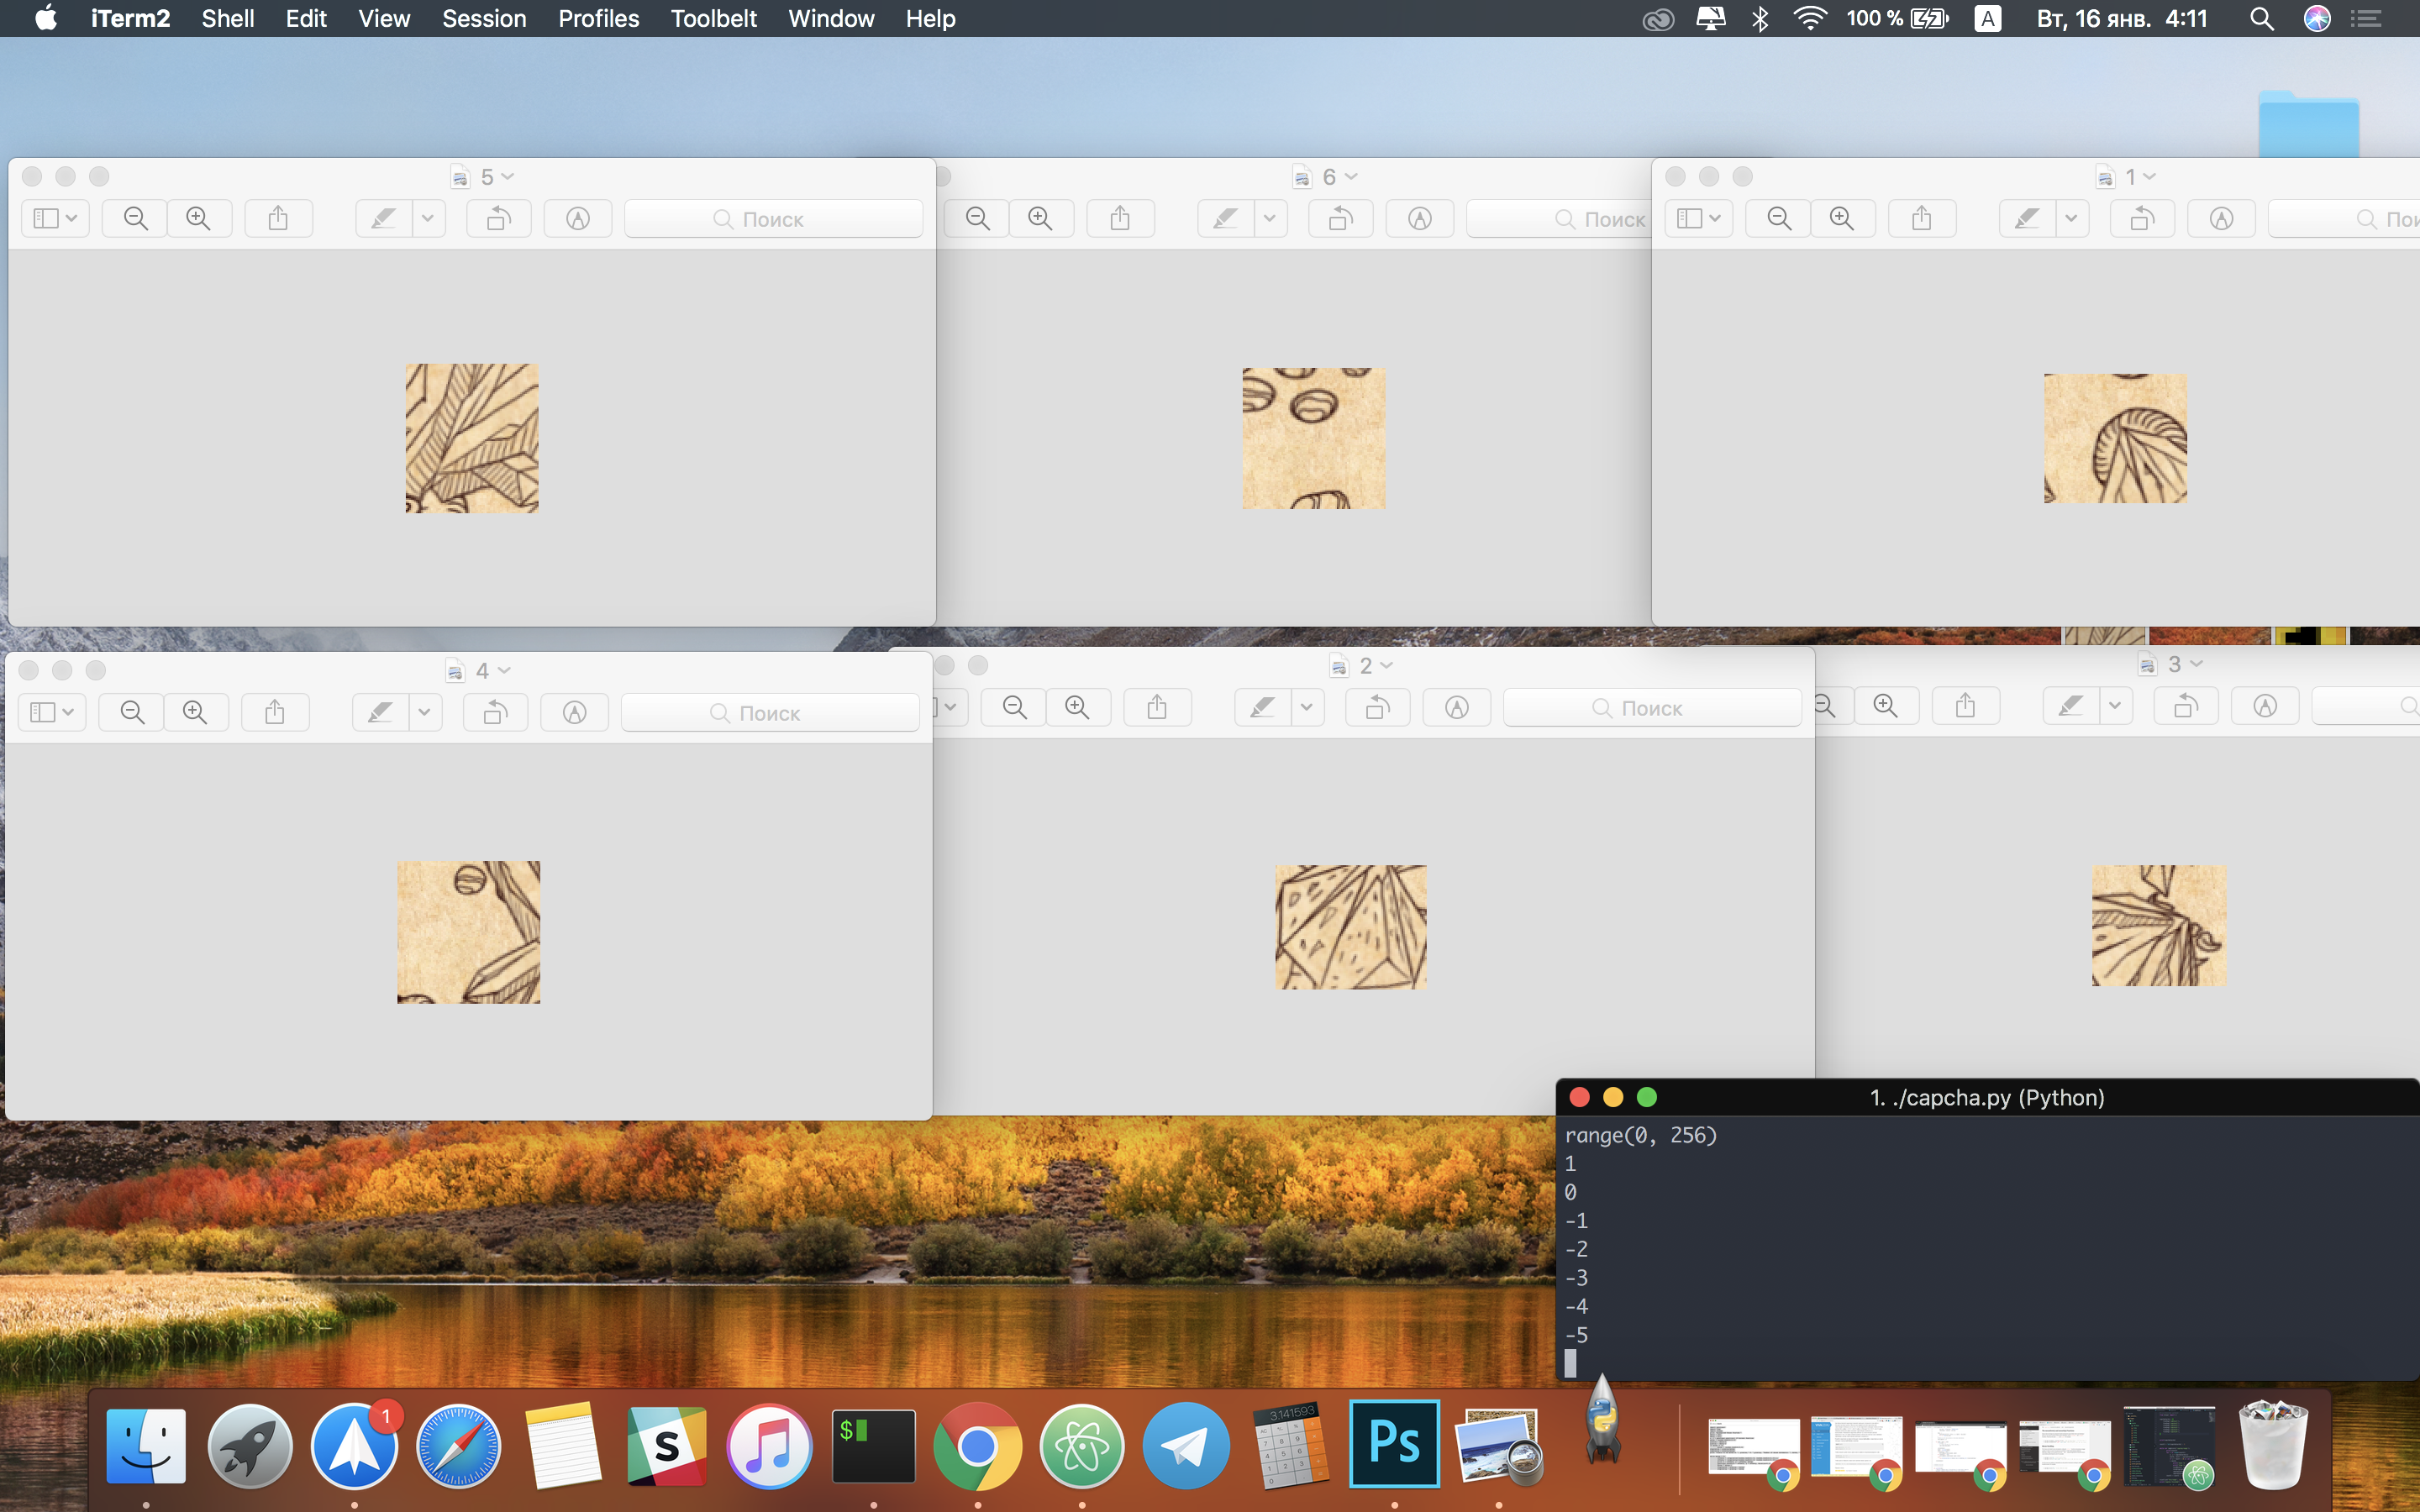 iTerm2 Shell Edit View Session Profiles Toolbelt Window Help 100 % A Вт, 16 янв. 4:11
5 6 1
Поиск Поиск
4 2 3
Поиск Поиск
1. ./capcha.py (Python)
range(0, 256)
1
0
-1
-2
-3
-4
-5
1 S $ 3.141593 Ps